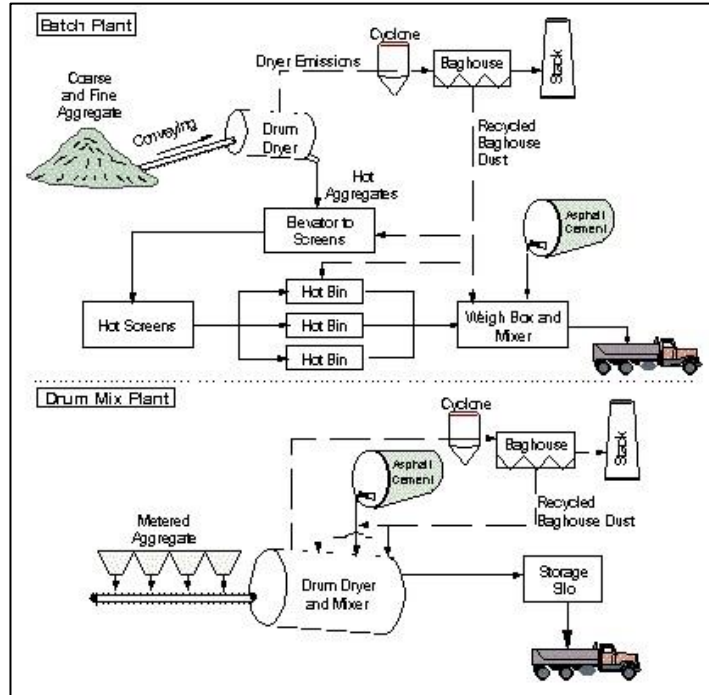 Batch Plant
Cyclone
Dryer Emissions
Baghouse
Stack
Coarse
and Fine
Aggregate
Conveying
Drum
Dryer
Recycled
Baghouse
Dust
Hot
Aggregates
Elevator to
Screens
Asphalt
Cement
Hot Screens
Hot Bin
Hot Bin
Hot Bin
Weigh Box and
Mixer
Drum Mix Plant
Cyclone
Baghouse
Stack
Asphalt
Cement
Recycled
Baghouse Dust
Metered
Aggregate
Drum Dryer
and Mixer
Storage
Silo